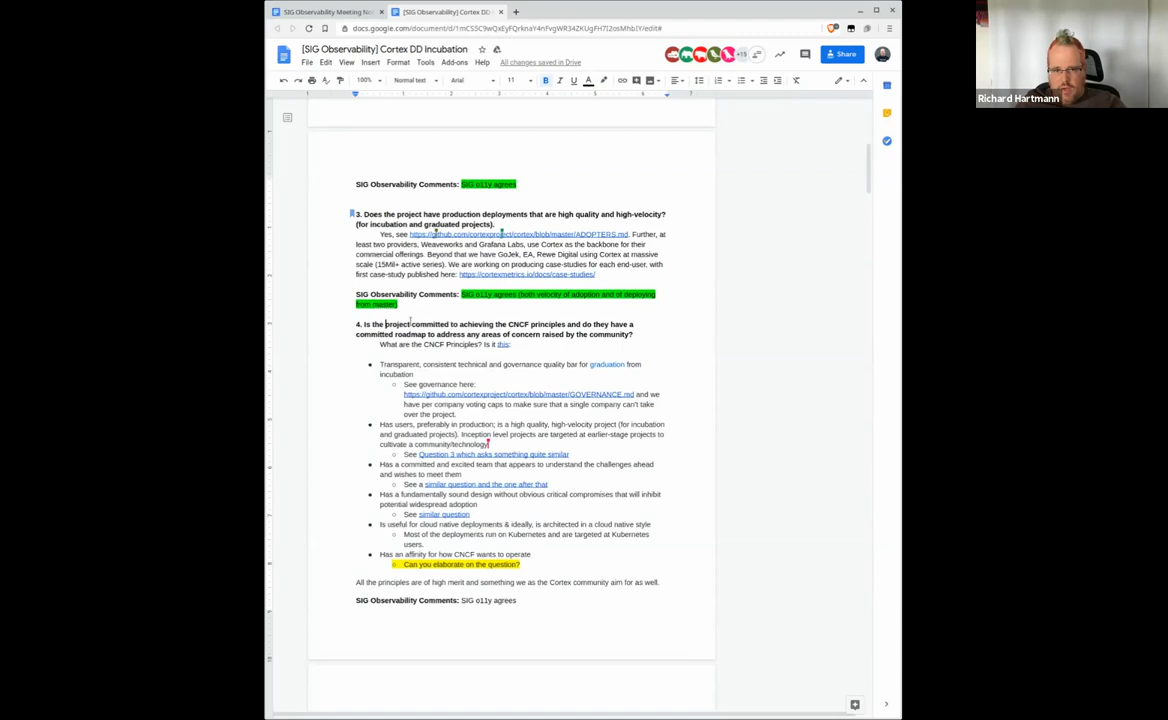 SIG Observability Meeting No
[SIG Observability] Cortex DD I
docs.google.com/document/d/1mCS5C9wQxEyFQrknaY4nFvgWR34ZKUgFH7I2osMhbIY/edit#
[SIG Observability] Cortex DD Incubation
File Edit View Insert Format Tools Add-ons Help All changes saved in Drive
+19
Share
100% Normal text Arial 11
Richard Hartmann
SIG Observability Comments: SIG o11y agrees
3. Does the project have production deployments that are high quality and high-velocity?
(for incubation and graduated projects).
Yes, see https://github.com/cortexproject/cortex/blob/master/ADOPTERS.md. Further, at
least two providers, Weaveworks and Grafana Labs, use Cortex as the backbone for their
commercial offerings. Beyond that we have GoJek, EA, Rewe Digital using Cortex at massive
scale (15Mil+ active series). We are working on producing case-studies for each end-user, with
first case-study published here: https://cortexmetrics.io/docs/case-studies/
SIG Observability Comments: SIG o11y agrees (both velocity of adoption and of deploying
from master)
4. Is the project committed to achieving the CNCF principles and do they have a
committed roadmap to address any areas of concern raised by the community?
What are the CNCF Principles? Is it this:
● Transparent, consistent technical and governance quality bar for graduation from
incubation
○ See governance here:
https://github.com/cortexproject/cortex/blob/master/GOVERNANCE.md and we
have per company voting caps to make sure that a single company can't take
over the project.
● Has users, preferably in production; is a high quality, high-velocity project (for incubation
and graduated projects). Inception level projects are targeted at earlier-stage projects to
cultivate a community/technology
○ See Question 3 which asks something quite similar
● Has a committed and excited team that appears to understand the challenges ahead
and wishes to meet them
○ See a similar question and the one after that
● Has a fundamentally sound design without obvious critical compromises that will inhibit
potential widespread adoption
○ See similar question
● Is useful for cloud native deployments & ideally, is architected in a cloud native style
○ Most of the deployments run on Kubernetes and are targeted at Kubernetes
users.
● Has an affinity for how CNCF wants to operate
○ Can you elaborate on the question?
All the principles are of high merit and something we as the Cortex community aim for as well.
SIG Observability Comments: SIG o11y agrees